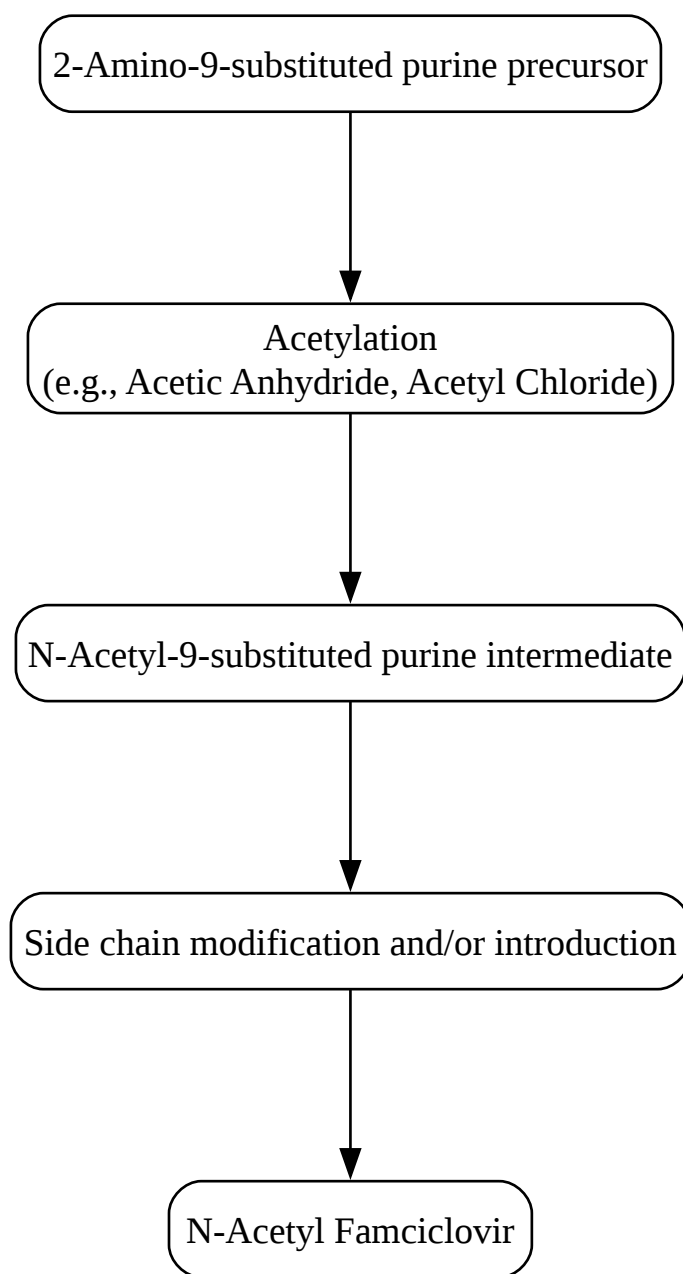 2-Amino-9-substituted purine precursor
Acetylation
(e.g., Acetic Anhydride, Acetyl Chloride)
N-Acetyl-9-substituted purine intermediate
Side chain modification and/or introduction
N-Acetyl Famciclovir